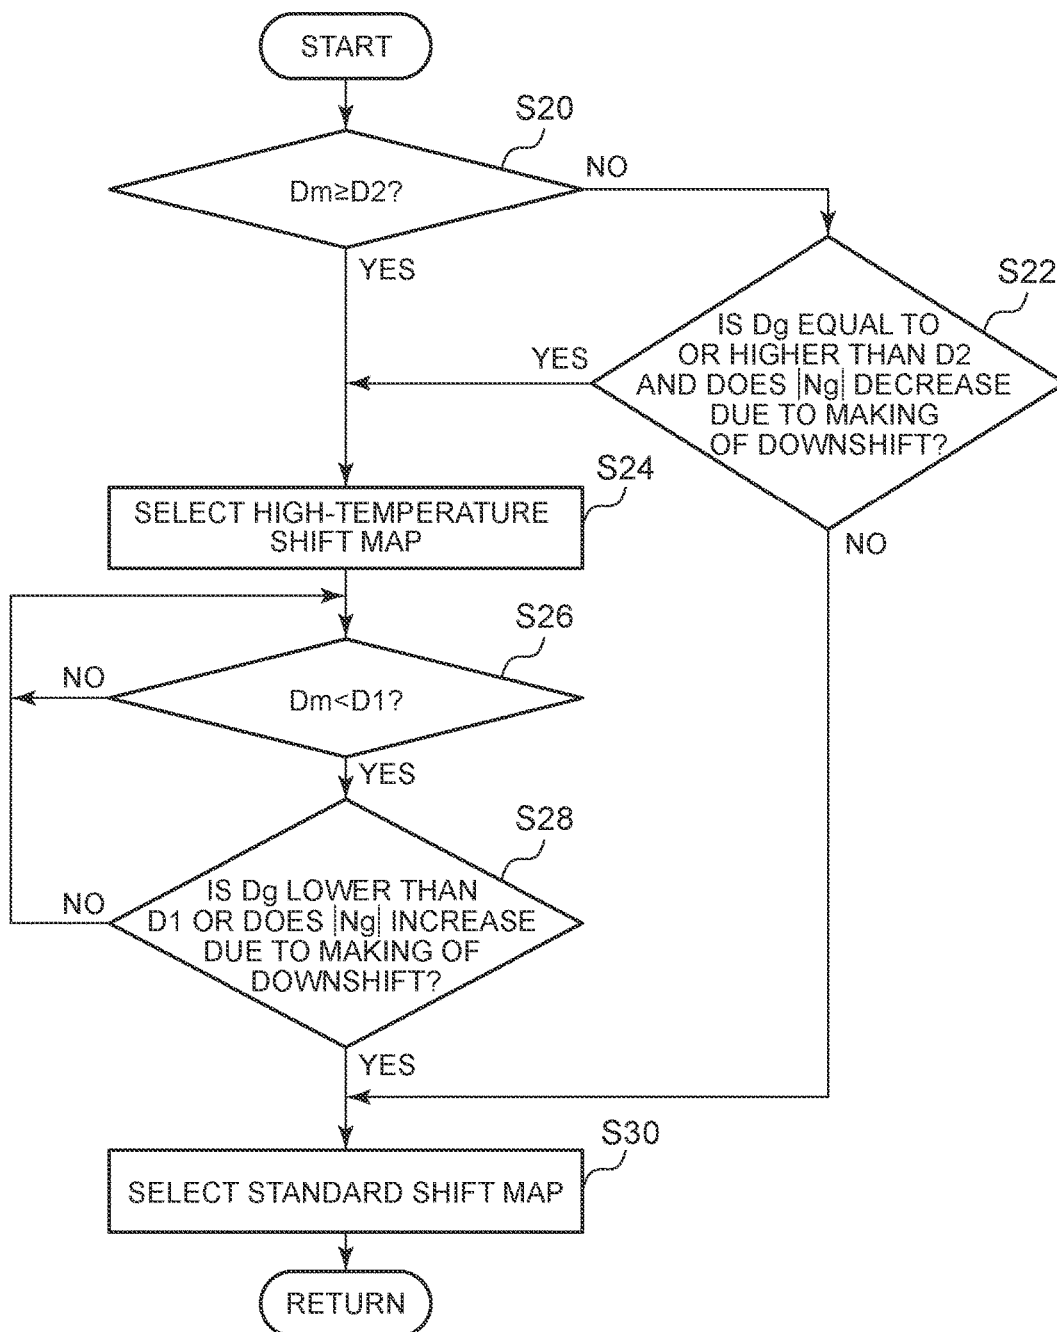 START
S20
Dm≥D2?
NO
YES
S22
IS Dg EQUAL TO
OR HIGHER THAN D2
AND DOES |Ng| DECREASE
DUE TO MAKING
OF DOWNSHIFT?
YES
NO
S24
SELECT HIGH-TEMPERATURE
SHIFT MAP
S26
Dm<D1?
NO
YES
S28
IS Dg LOWER THAN
D1 OR DOES |Ng| INCREASE
DUE TO MAKING OF
DOWNSHIFT?
NO
YES
S30
SELECT STANDARD SHIFT MAP
RETURN